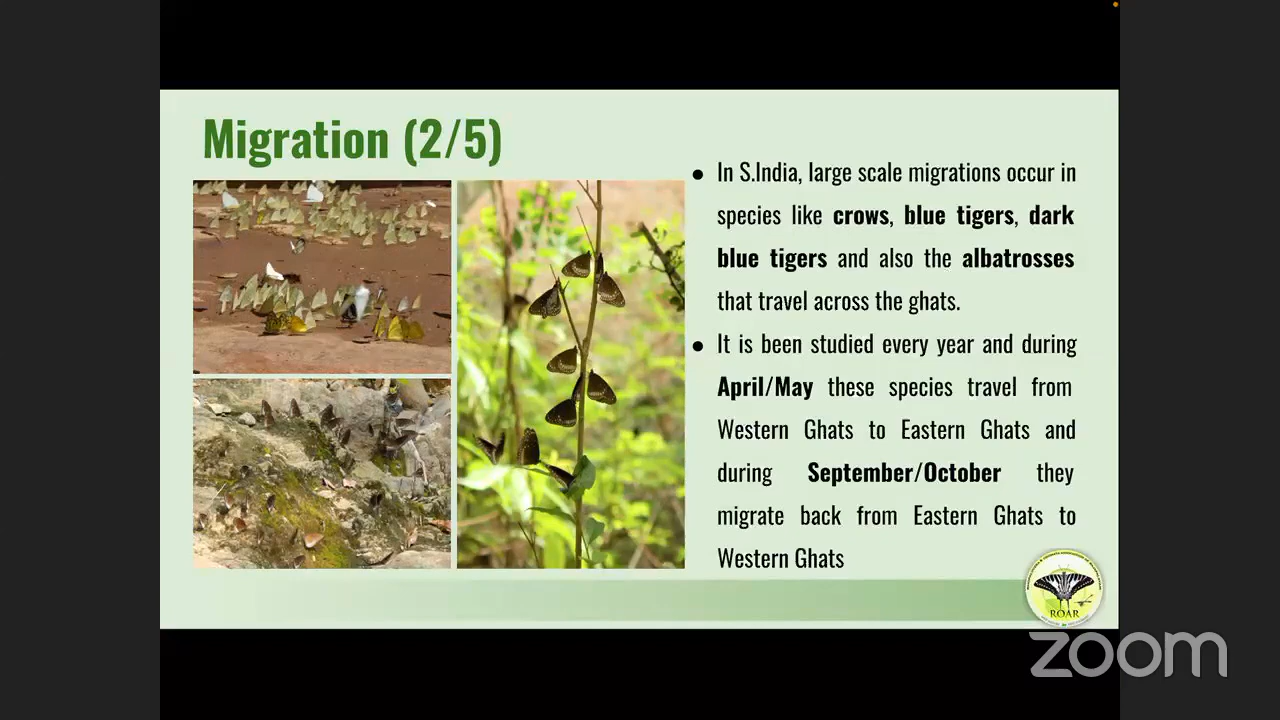 Migration (2/5)
● In S.India, large scale migrations occur in
species like crows, blue tigers, dark
blue tigers and also the albatrosses
that travel across the ghats.
● It is been studied every year and during
April/May these species travel from
Western Ghats to Eastern Ghats and
during September/October they
migrate back from Eastern Ghats to
Western Ghats
ROAR
zoom